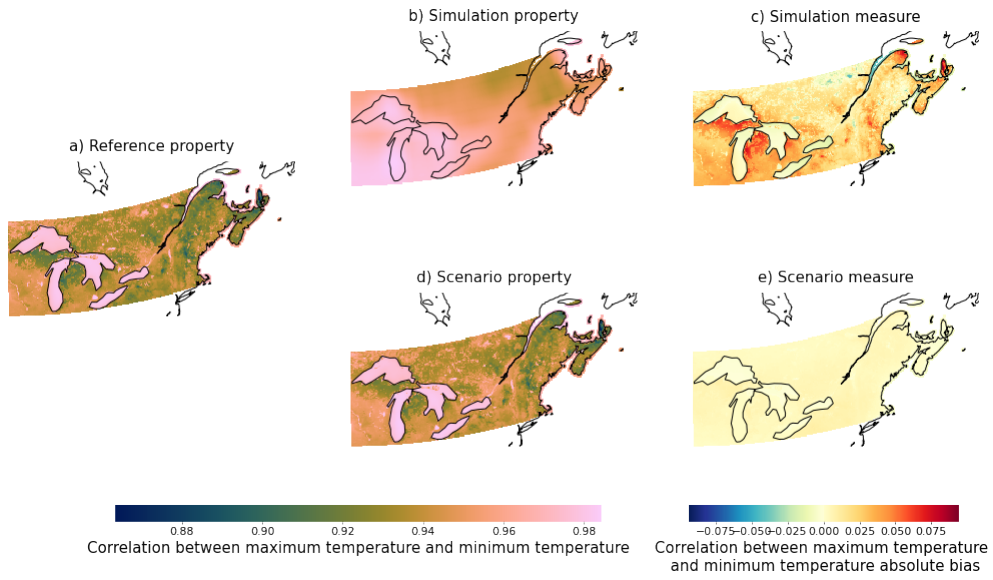 b) Simulation property
c) Simulation measure
a) Reference property
d) Scenario property
e) Scenario measure
0.88 0.90 0.92 0.94 0.96 0.98
Correlation between maximum temperature and minimum temperature
−0.075 −0.050 −0.025 0.000 0.025 0.050 0.075
Correlation between maximum temperature
and minimum temperature absolute bias